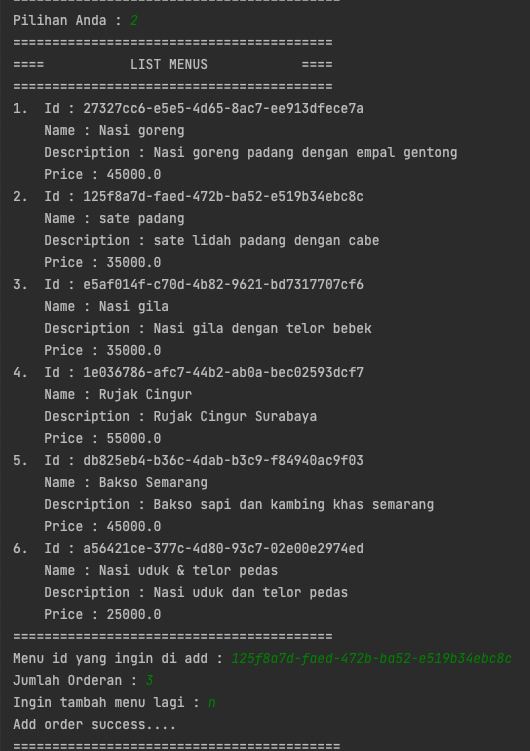 Pilihan Anda : 2
=========================================
====           LIST MENUS            ====
=========================================
1.  Id : 27327cc6-e5e5-4d65-8ac7-ee913dfece7a
    Name : Nasi goreng
    Description : Nasi goreng padang dengan empal gentong
    Price : 45000.0
2.  Id : 125f8a7d-faed-472b-ba52-e519b34ebc8c
    Name : sate padang
    Description : sate lidah padang dengan cabe
    Price : 35000.0
3.  Id : e5af014f-c70d-4b82-9621-bd7317707cf6
    Name : Nasi gila
    Description : Nasi gila dengan telor bebek
    Price : 35000.0
4.  Id : 1e036786-afc7-44b2-ab0a-bec02593dcf7
    Name : Rujak Cingur
    Description : Rujak Cingur Surabaya
    Price : 55000.0
5.  Id : db825eb4-b36c-4dab-b3c9-f84940ac9f03
    Name : Bakso Semarang
    Description : Bakso sapi dan kambing khas semarang
    Price : 45000.0
6.  Id : a56421ce-377c-4d80-93c7-02e00e2974ed
    Name : Nasi uduk & telor pedas
    Description : Nasi uduk dan telor pedas
    Price : 25000.0
=========================================
Menu id yang ingin di add : 125f8a7d-faed-472b-ba52-e519b34ebc8c
Jumlah Orderan : 3
Ingin tambah menu lagi : n
Add order success....
==========================================